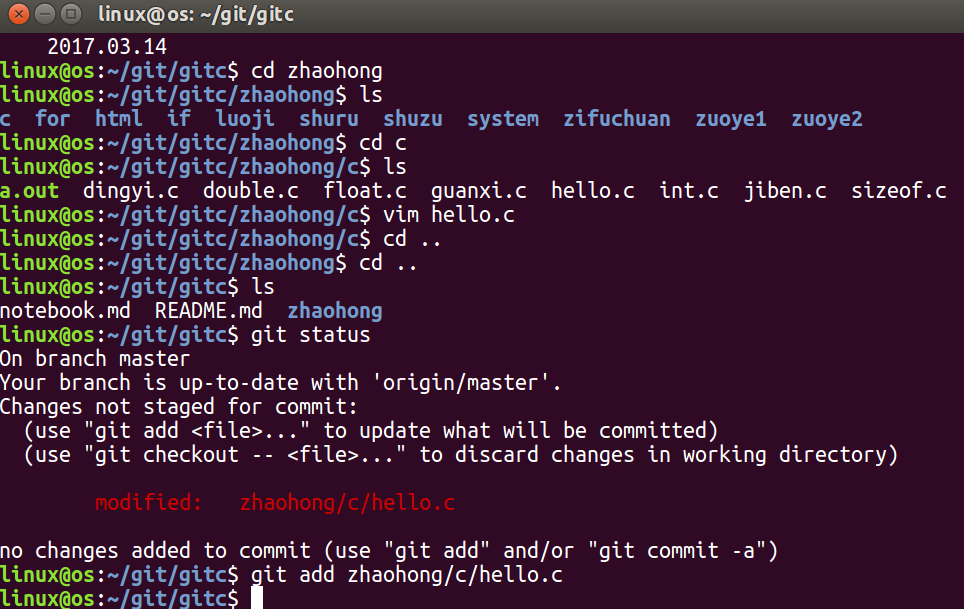 linux@os: ~/git/gitc
2017.03.14
linux@os:~/git/gitc$ cd zhaohong
linux@os:~/git/gitc/zhaohong$ ls
c for html if luoji shuru shuzu system zifuchuan zuoye1 zuoye2
linux@os:~/git/gitc/zhaohong$ cd c
linux@os:~/git/gitc/zhaohong/c$ ls
a.out dingyi.c double.c float.c guanxi.c hello.c int.c jiben.c sizeof.c
linux@os:~/git/gitc/zhaohong/c$ vim hello.c
linux@os:~/git/gitc/zhaohong/c$ cd ..
linux@os:~/git/gitc/zhaohong$ cd ..
linux@os:~/git/gitc$ ls
notebook.md README.md zhaohong
linux@os:~/git/gitc$ git status
On branch master
Your branch is up-to-date with 'origin/master'.
Changes not staged for commit:
(use "git add <file>..." to update what will be committed)
(use "git checkout -- <file>..." to discard changes in working directory)
modified: zhaohong/c/hello.c
no changes added to commit (use "git add" and/or "git commit -a")
linux@os:~/git/gitc$ git add zhaohong/c/hello.c
linux@os:~/git/gitc$